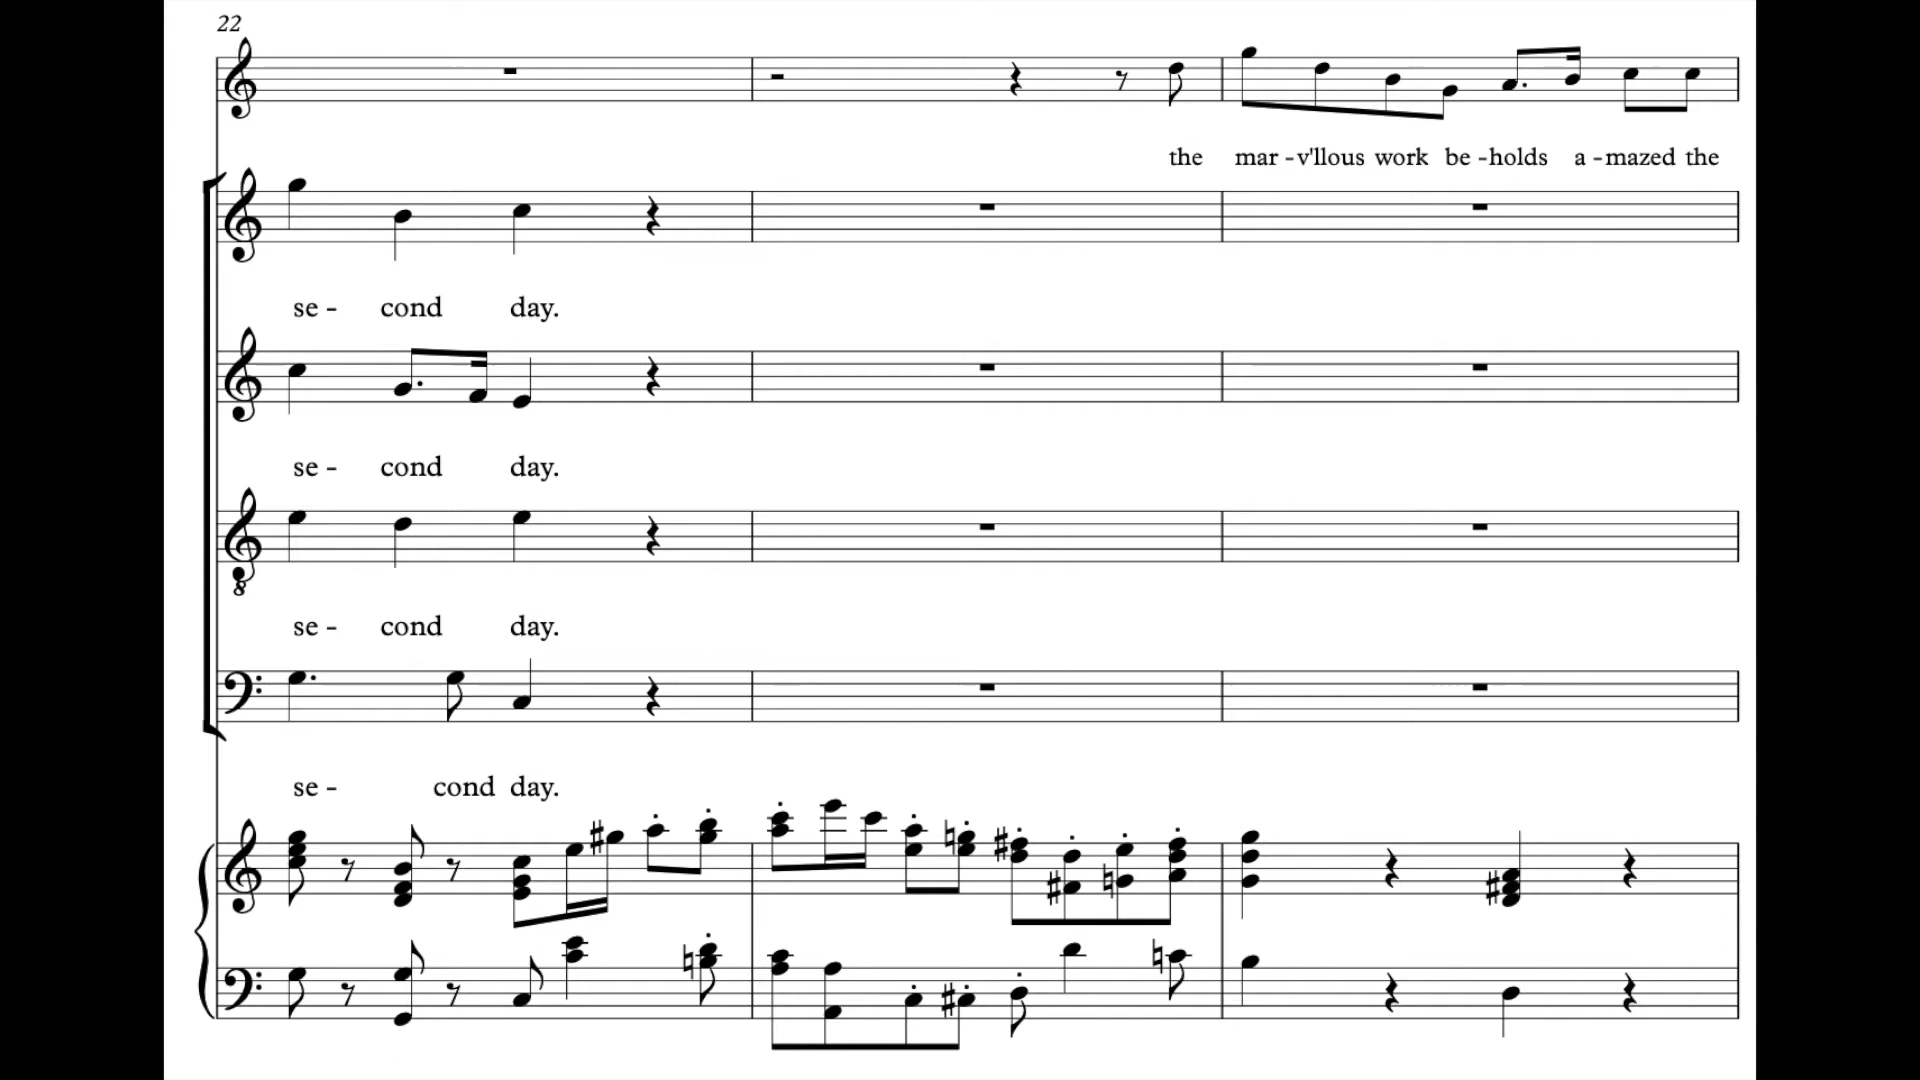 22
the mar - v'llous work be - holds a - mazed the
se - cond day.
se - cond day.
se - cond day.
se - cond day.